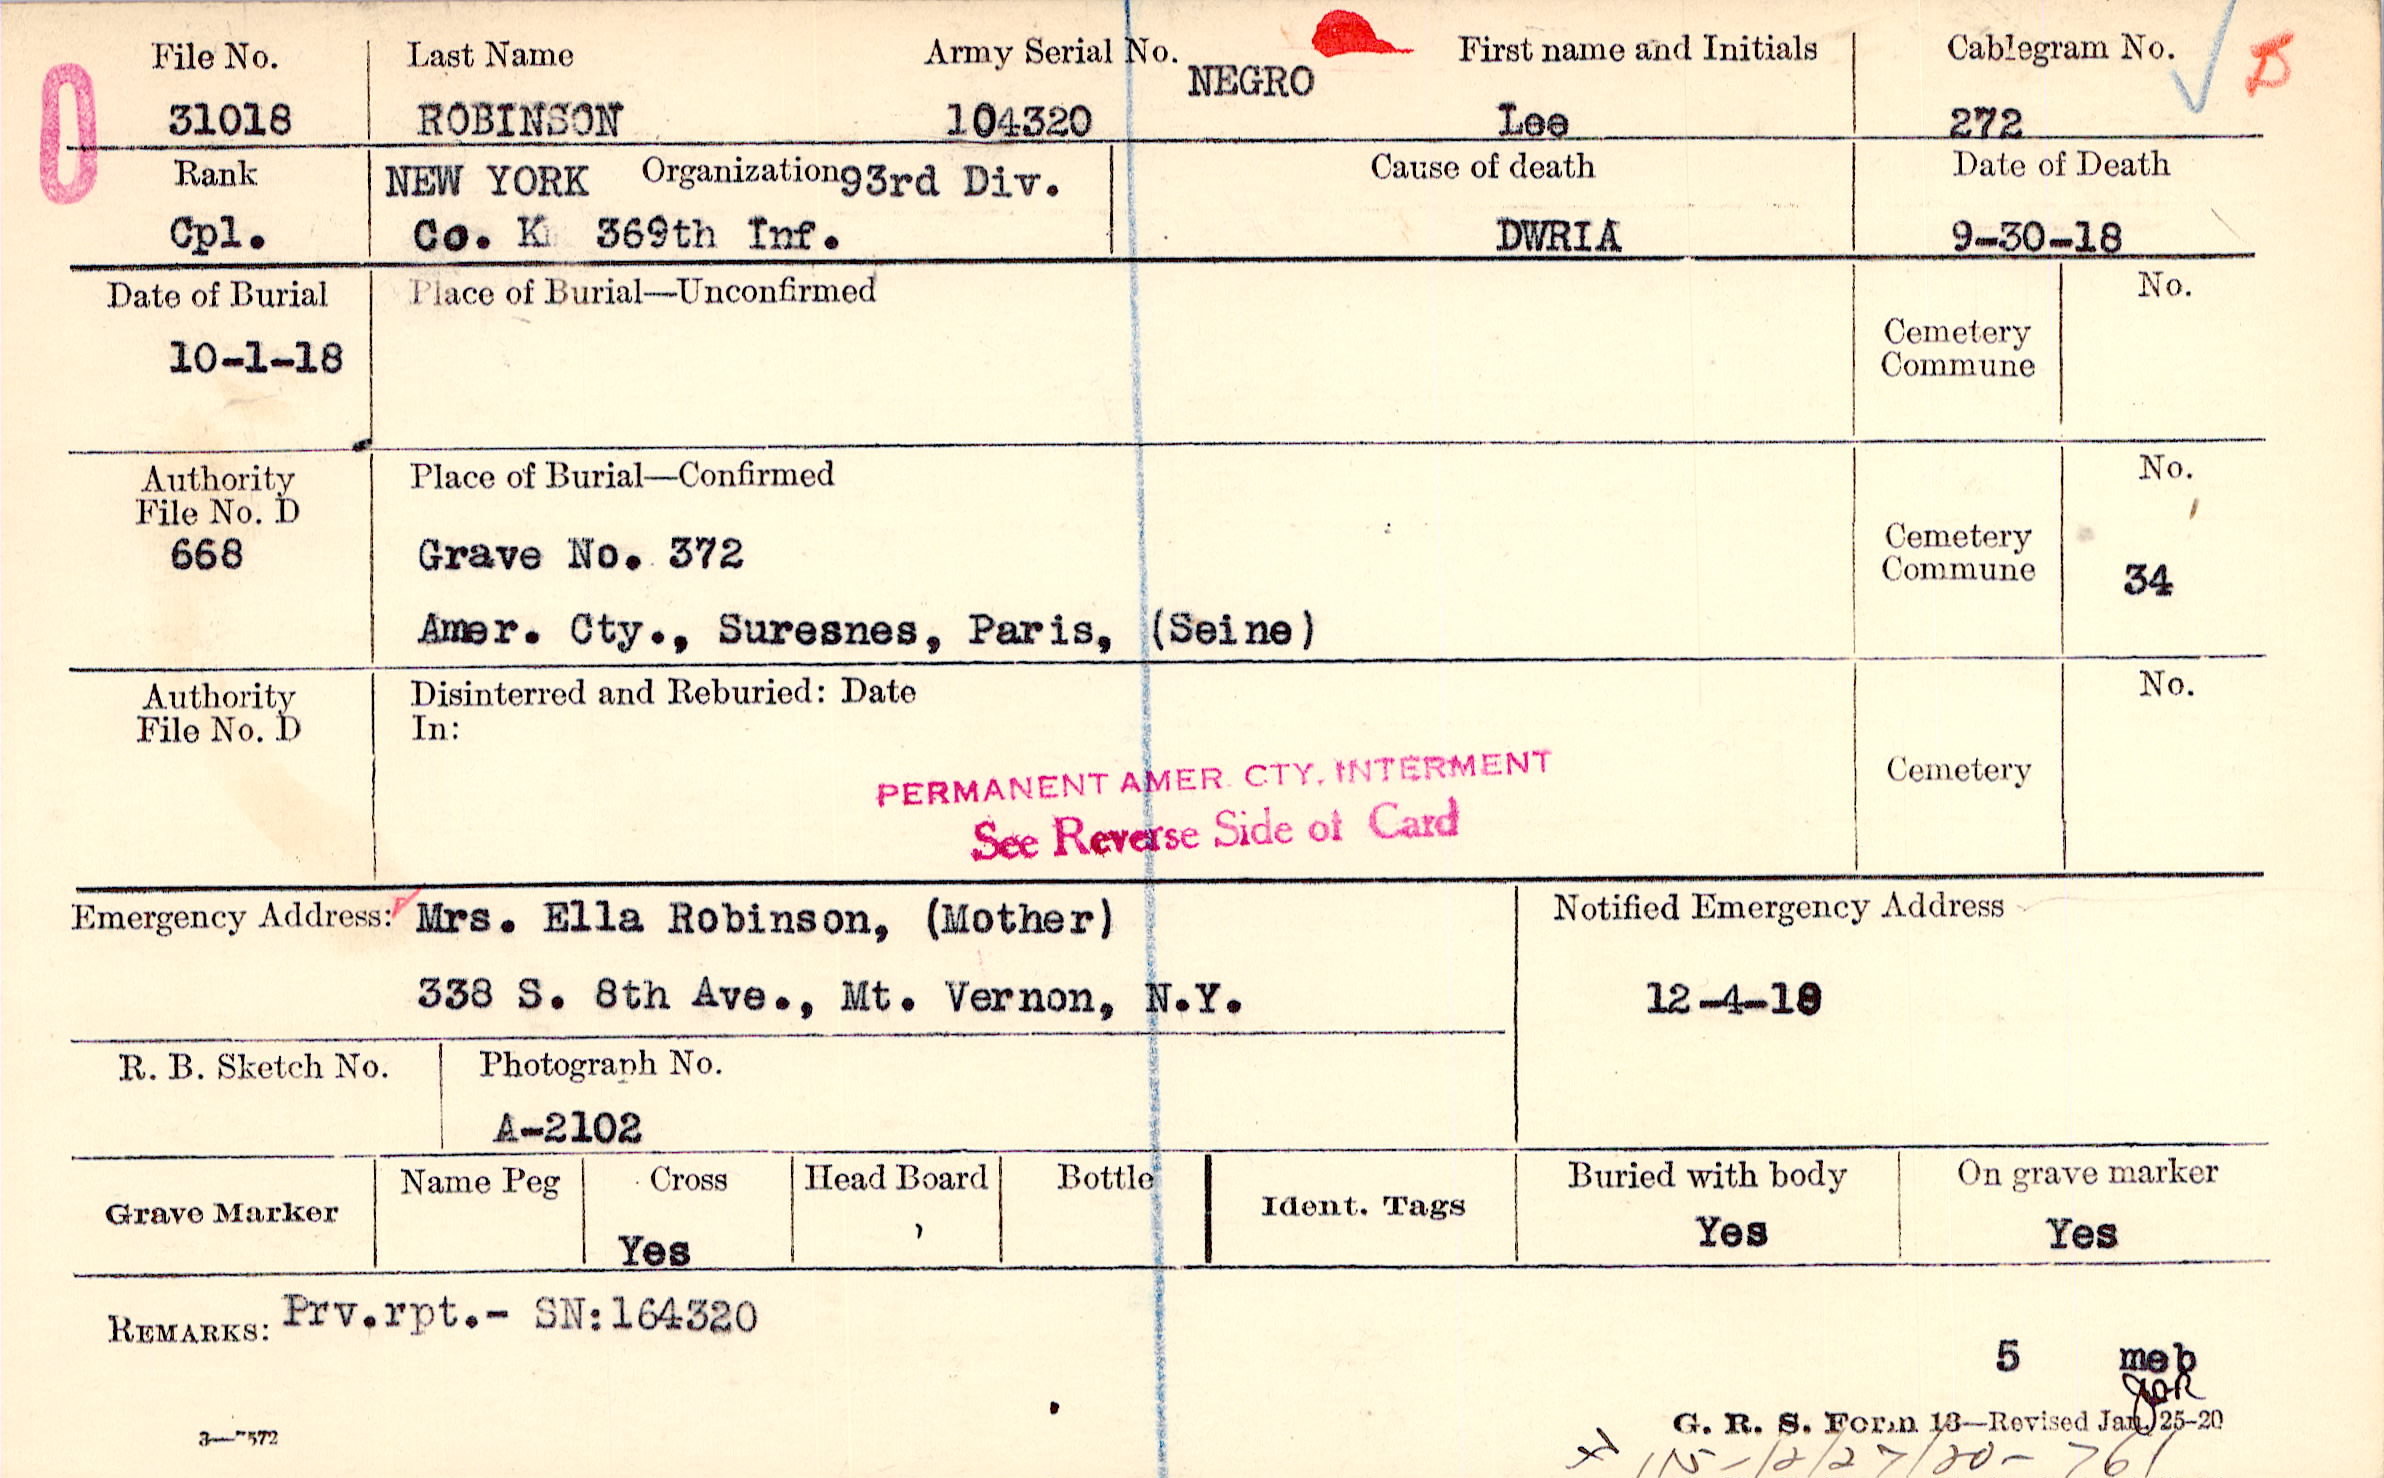 File No. Last Name Army Serial No. NEGRO First name and Initials Cablegram No. D
31018 ROBINSON 104320 Lee 272
Rank NEW YORK Organization 93rd Div. Cause of death Date of Death
Cpl. Co. K 369th Inf. DWRIA 9-30-18
Date of Burial Place of Burial—Unconfirmed No.
10-1-18 Cemetery
Commune
Authority Place of Burial—Confirmed No.
File No. D
668 Grave No. 372 Cemetery
Commune 34
Amer. Cty., Suresnes, Paris, (Seine)
Authority Disinterred and Reburied: Date No.
File No. D In:
Cemetery
PERMANENT AMER. CTY. INTERMENT
See Reverse Side of Card
Emergency Address: Mrs. Ella Robinson, (Mother) Notified Emergency Address
338 S. 8th Ave., Mt. Vernon, N.Y. 12-4-18
R. B. Sketch No. Photograph No.
A-2102
Grave Marker Name Peg Cross Head Board Bottle Ident. Tags Buried with body On grave marker
Yes Yes Yes
REMARKS: Prv.rpt.- SN:164320
5 meb
G. R. S. Form 13—Revised Jan. 25-20
3—7572